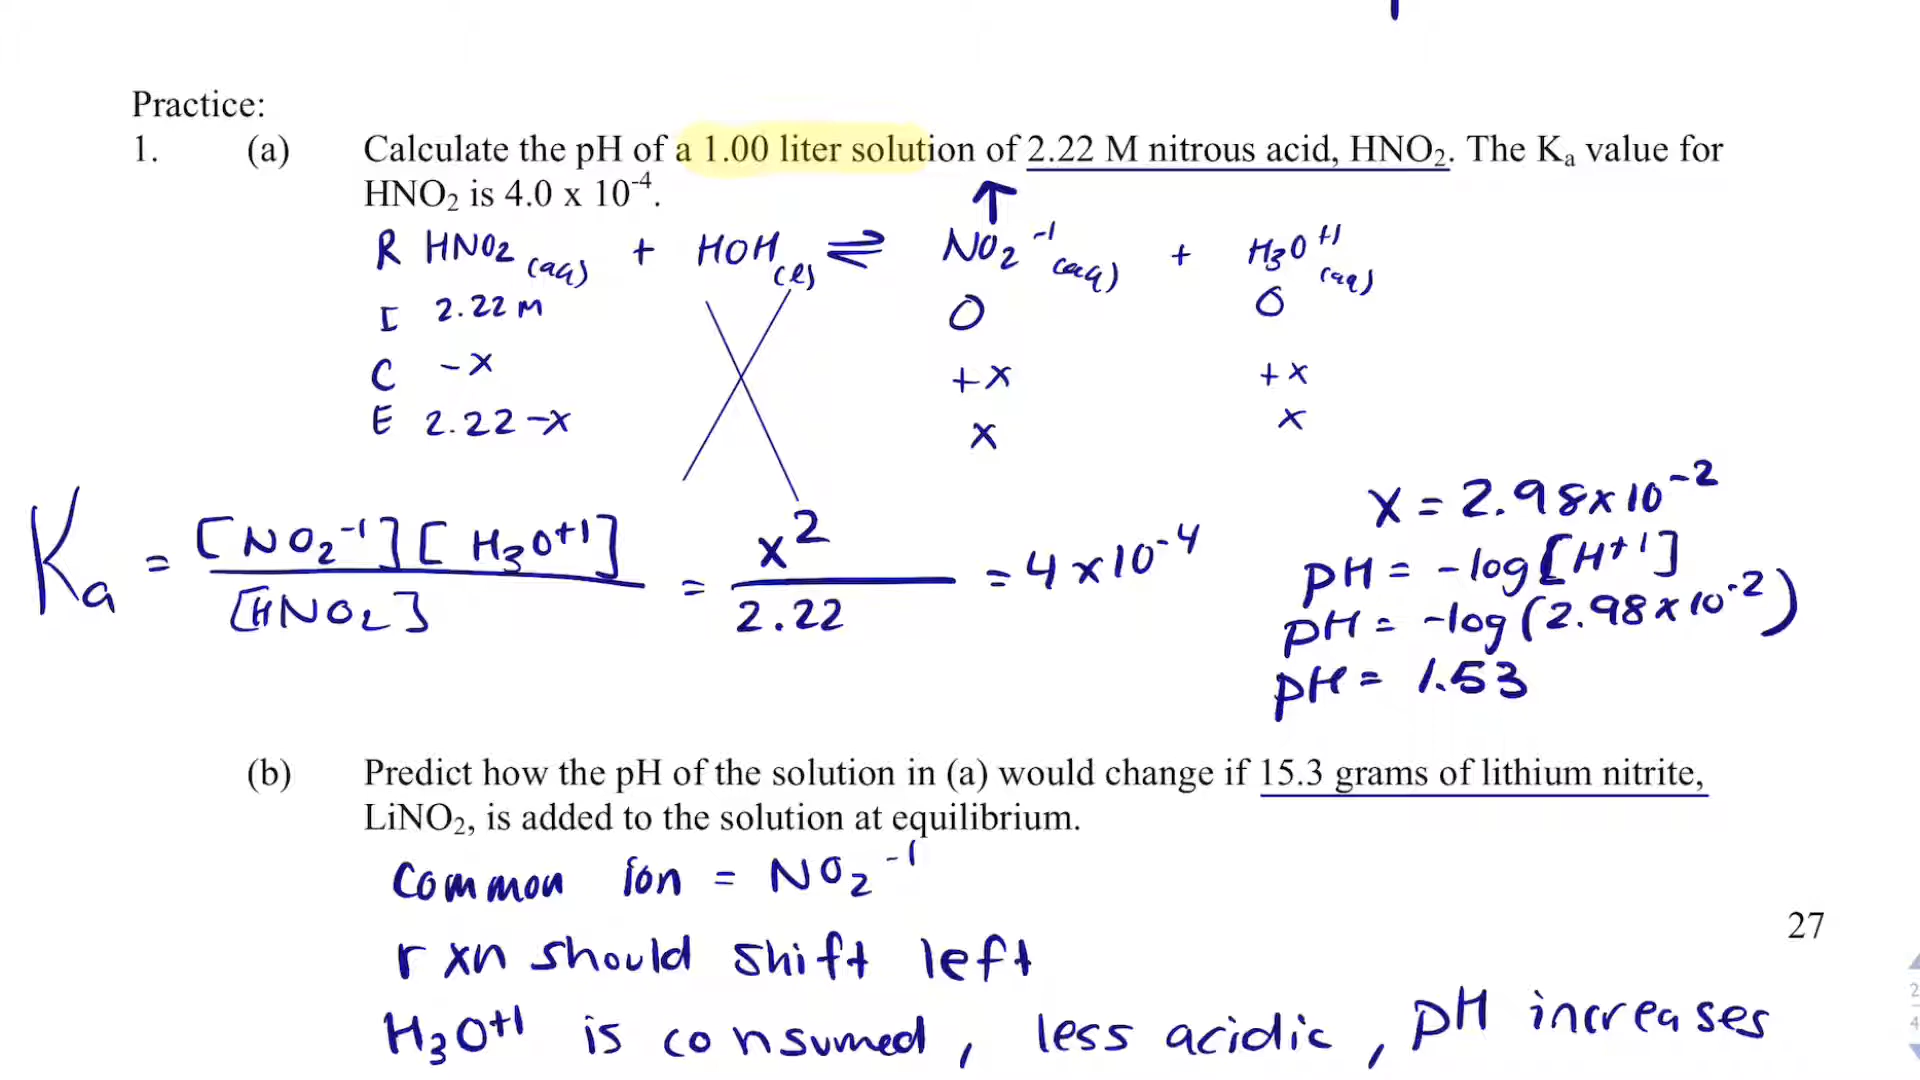 Practice:
1. (a) Calculate the pH of a 1.00 liter solution of 2.22 M nitrous acid, HNO₂. The Kₐ value for
HNO₂ is 4.0 x 10⁻⁴.
R HNO₂ (aq) + HOH (l) ⇌ NO₂⁻¹ (aq) + H₃O⁺¹ (aq)
I 2.22 M 0 0
C -x +x +x
E 2.22-x x x
Kₐ = [NO₂⁻¹][H₃O⁺¹] / [HNO₂] = x² / 2.22 = 4x10⁻⁴
x = 2.98x10⁻²
pH = -log[H⁺¹]
pH = -log(2.98x10⁻²)
pH = 1.53
(b) Predict how the pH of the solution in (a) would change if 15.3 grams of lithium nitrite,
LiNO₂, is added to the solution at equilibrium.
Common ion = NO₂⁻¹
27
rxn should shift left
H₃O⁺¹ is consumed, less acidic, pH increases